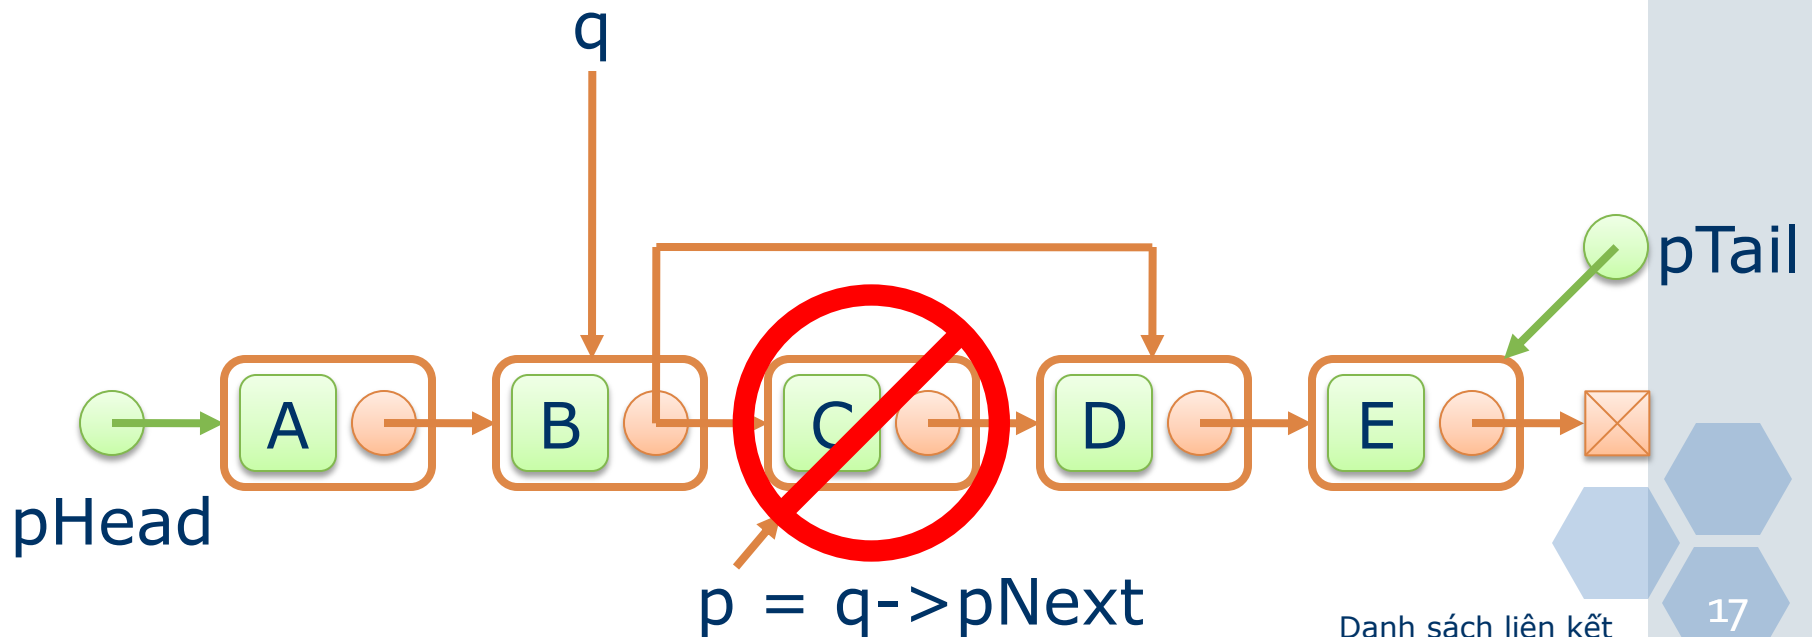 q
pTail
A B C D E
pHead
p = q->pNext
Danh sách liên kết
17